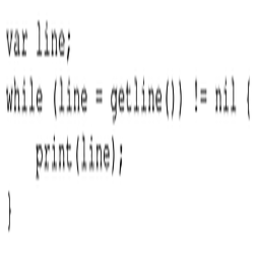 var line;
while (line = getline()) != nil {
    print(line);
}